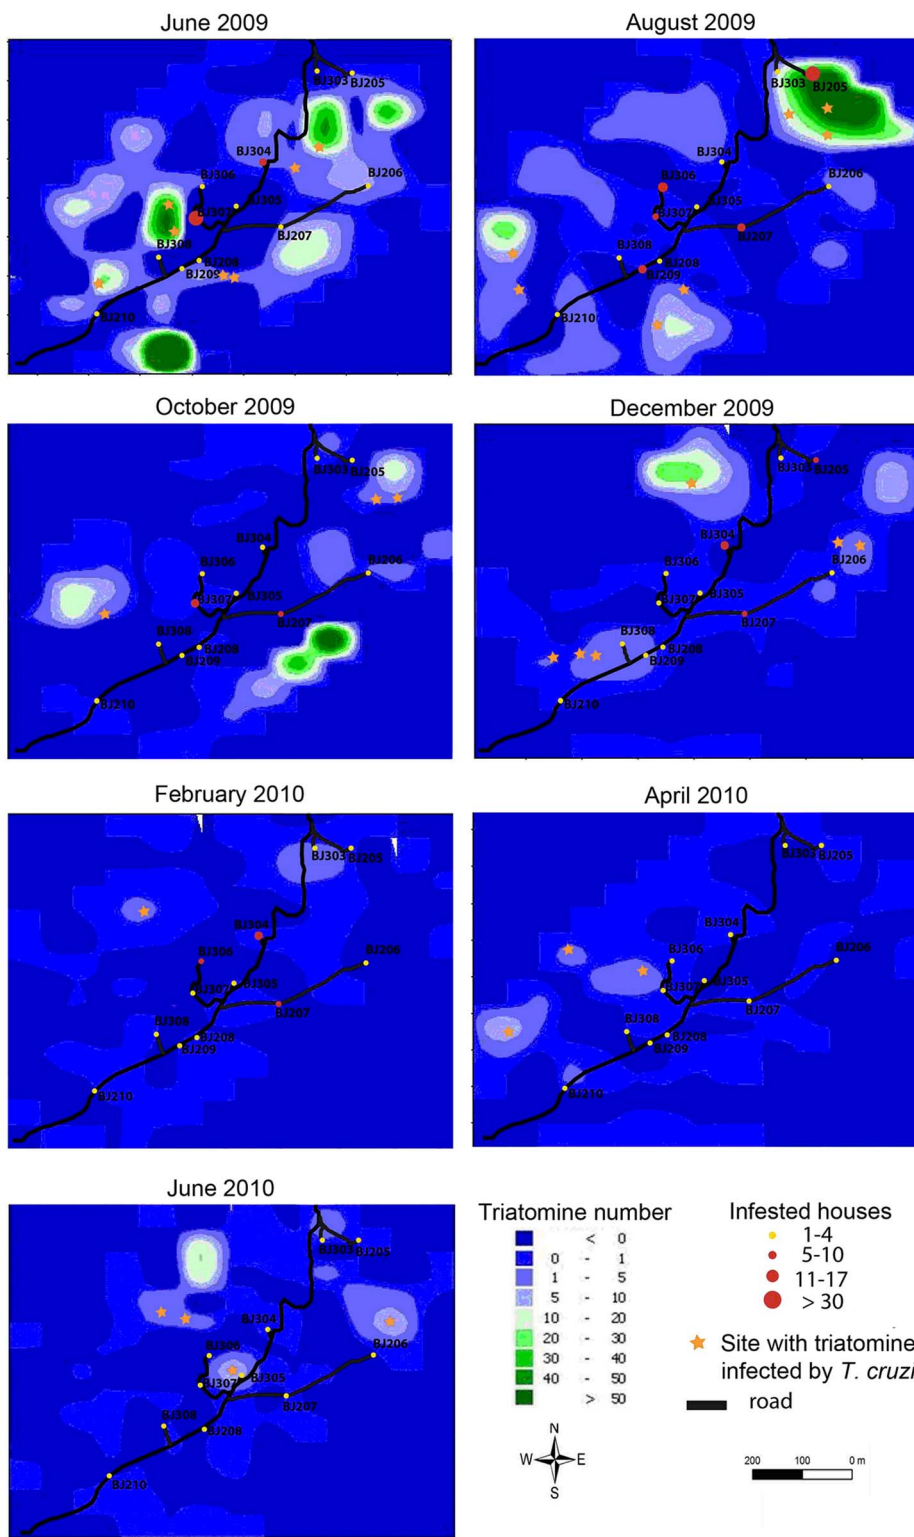 June 2009
August 2009
BJ303
BJ205
BJ304
BJ306
BJ206
BJ307
BJ305
BJ207
BJ308
BJ208
BJ209
BJ210
BJ303
BJ205
BJ304
BJ306
BJ206
BJ307
BJ305
BJ207
BJ308
BJ208
BJ209
BJ210
October 2009
December 2009
BJ303
BJ205
BJ304
BJ306
BJ206
BJ307
BJ305
BJ207
BJ308
BJ208
BJ209
BJ210
BJ303
BJ205
BJ304
BJ306
BJ206
BJ307
BJ305
BJ207
BJ308
BJ208
BJ209
BJ210
February 2010
April 2010
BJ303
BJ205
BJ304
BJ306
BJ206
BJ307
BJ305
BJ207
BJ308
BJ208
BJ209
BJ210
BJ303
BJ205
BJ304
BJ306
BJ206
BJ307
BJ305
BJ207
BJ308
BJ208
BJ209
BJ210
June 2010
BJ303
BJ205
BJ304
BJ306
BJ206
BJ307
BJ305
BJ207
BJ308
BJ208
BJ210
Triatomine number
< 0
0 - 1
1 - 5
5 - 10
10 - 20
20 - 30
30 - 40
40 - 50
> 50
Infested houses
1-4
5-10
11-17
> 30
Site with triatomine
infected by T. cruzi
road
N
W E
S
200 100 0 m